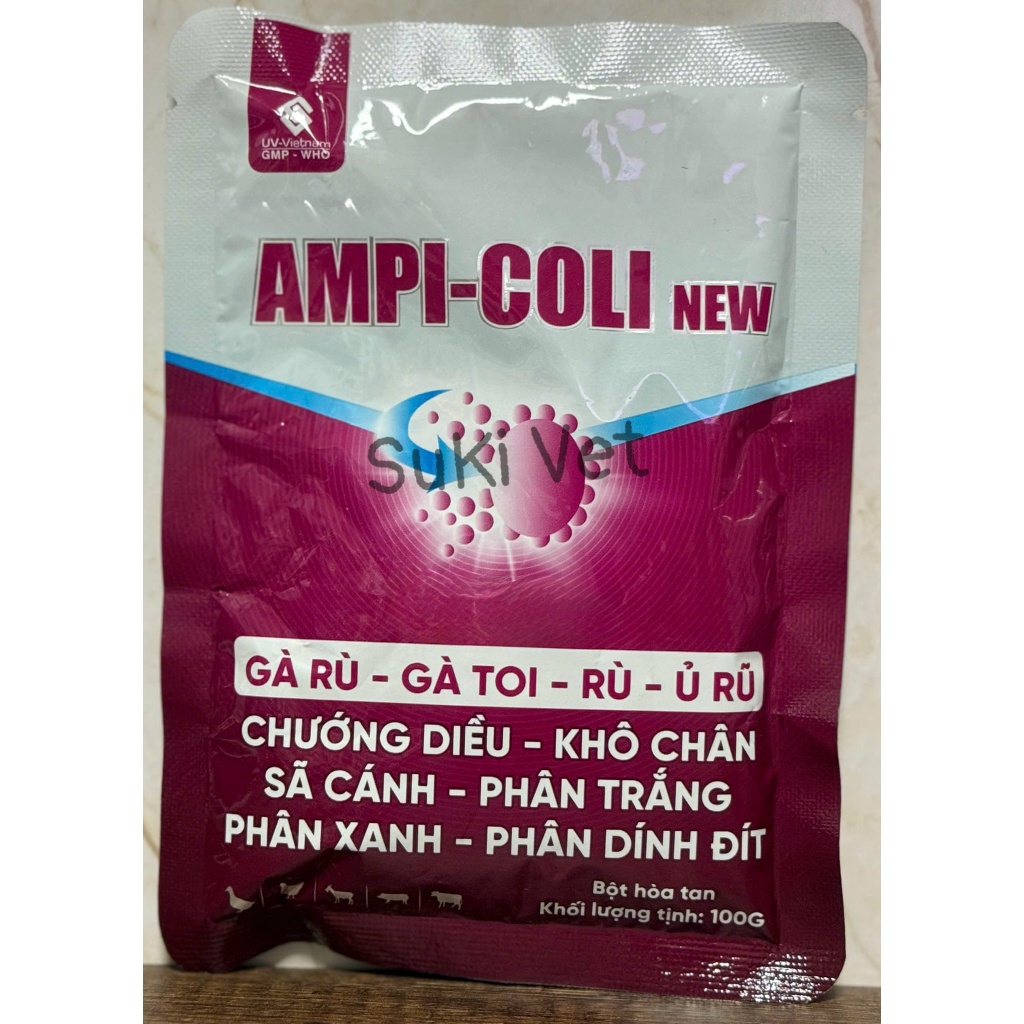 UV-Vietnam
GMP - WHO
AMPI-COLI NEW
Suki Vet
GÀ RÙ - GÀ TOI - RÙ - Ủ RŨ
CHƯỚNG DIỀU - KHÔ CHÂN
SÃ CÁNH - PHÂN TRẮNG
PHÂN XANH - PHÂN DÍNH ĐÍT
Bột hòa tan
Khối lượng tịnh: 100G